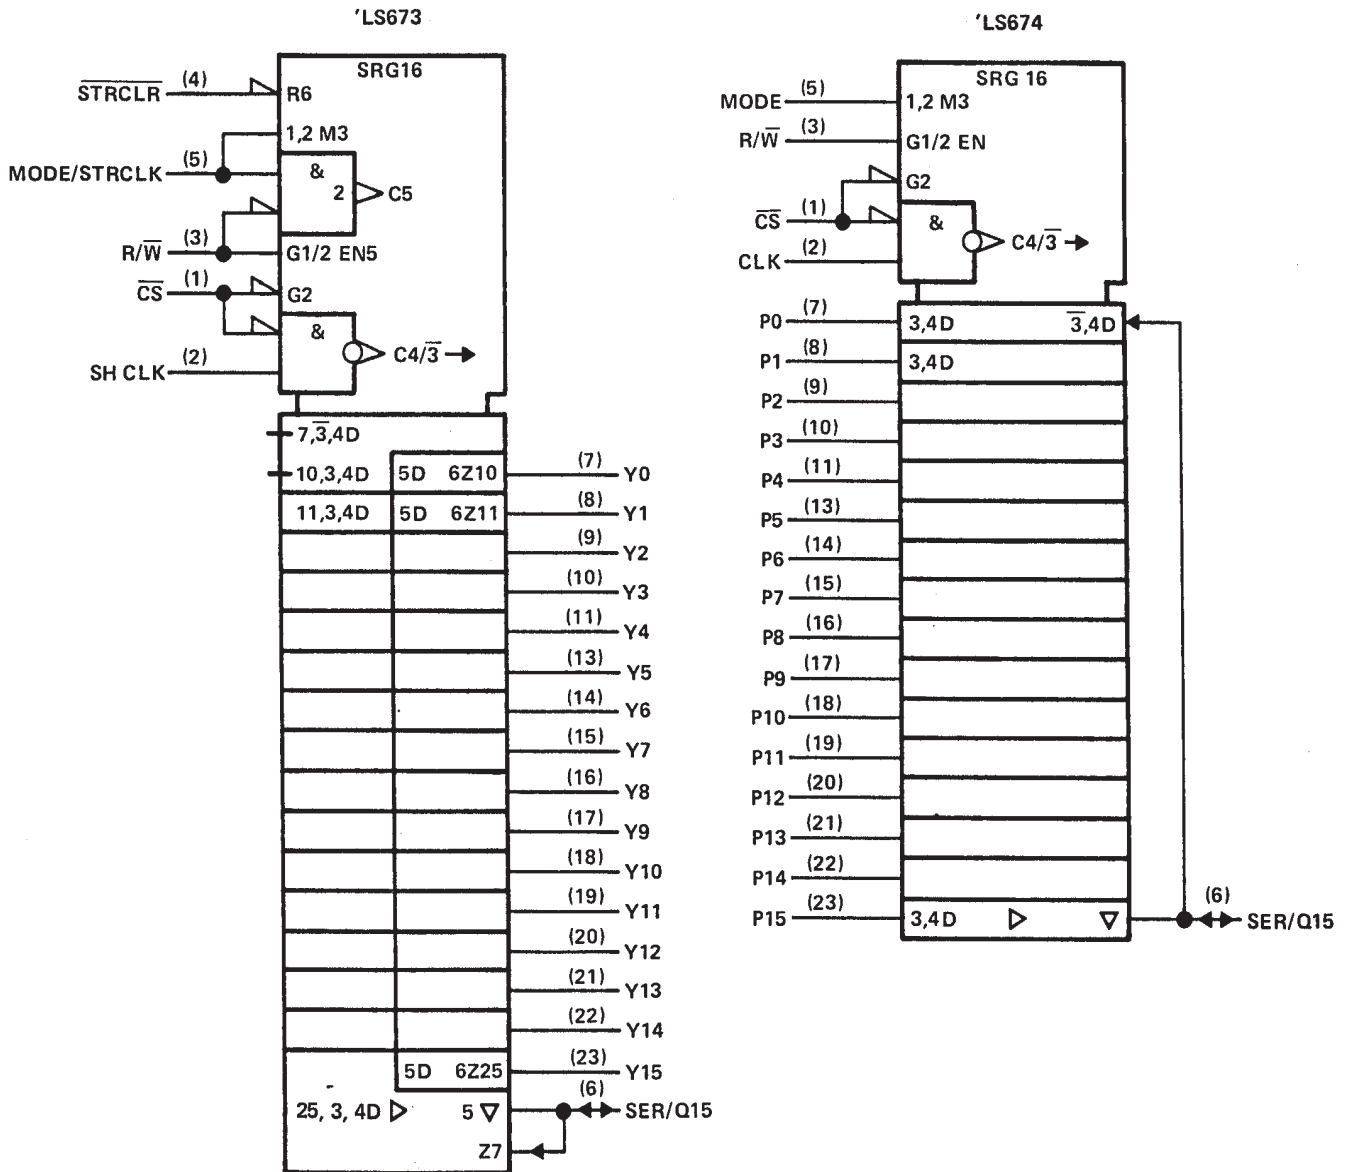 'LS673
SRG16
STRCLR (4) R6
1,2 M3
MODE/STRCLK (5) & 2 C5
R/W (3) G1/2 EN5
CS (1) G2
&
SH CLK (2) C4/3
7,3,4D
10,3,4D 5D 6Z10 (7) Y0
11,3,4D 5D 6Z11 (8) Y1
(9) Y2
(10) Y3
(11) Y4
(13) Y5
(14) Y6
(15) Y7
(16) Y8
(17) Y9
(18) Y10
(19) Y11
(20) Y12
(21) Y13
(22) Y14
5D 6Z25 (23) Y15
25, 3, 4D 5 (6) SER/Q15
Z7
'LS674
SRG 16
MODE (5) 1,2 M3
R/W (3) G1/2 EN
G2
CS (1) &
CLK (2) C4/3
P0 (7) 3,4D 3,4D
P1 (8) 3,4D
P2 (9)
P3 (10)
P4 (11)
P5 (13)
P6 (14)
P7 (15)
P8 (16)
P9 (17)
P10 (18)
P11 (19)
P12 (20)
P13 (21)
P14 (22)
P15 (23) 3,4D (6) SER/Q15